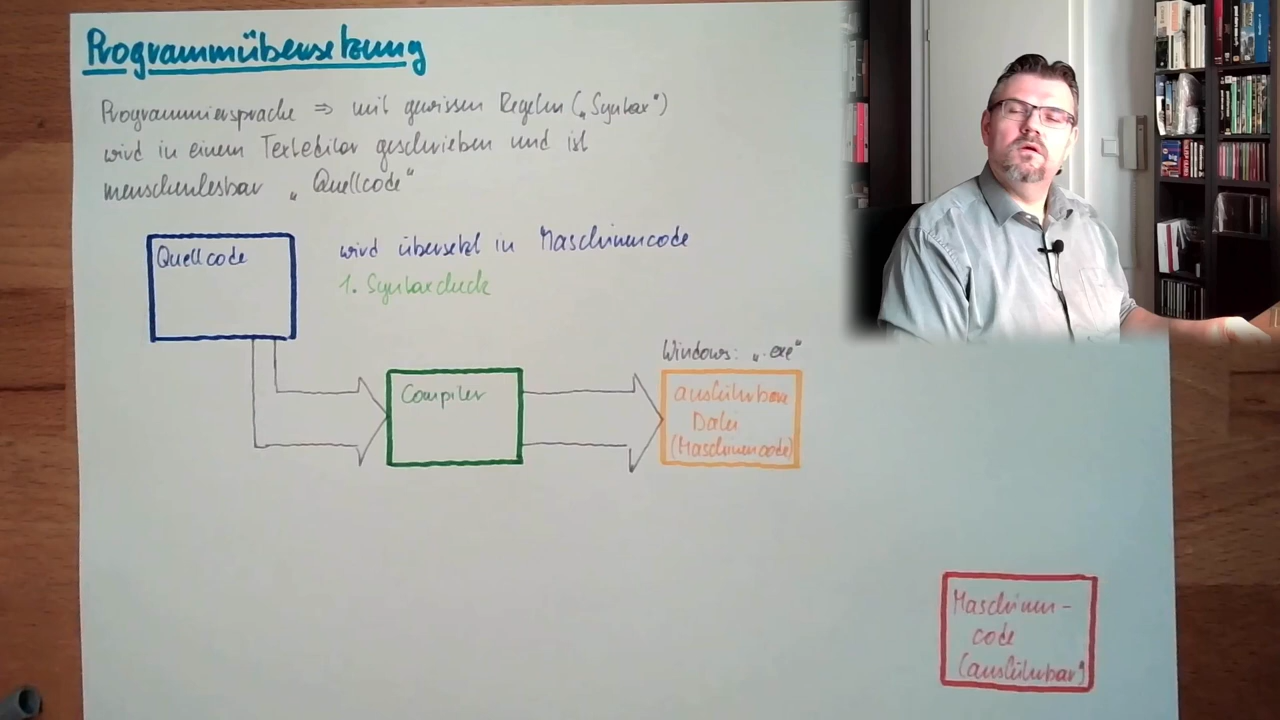 Programmübersetzung
Programmiersprache ⇒ mit gewissen Regeln („Syntax")
wird in einem Texteditor geschrieben und ist
menschenlesbar „Quellcode"
Quellcode
wird übersetzt in Maschinencode
1. Syntaxcheck
Compiler
Windows: „.exe"
ausführbare
Datei
(Maschinencode)
Maschinen-
code
(ausführbar)